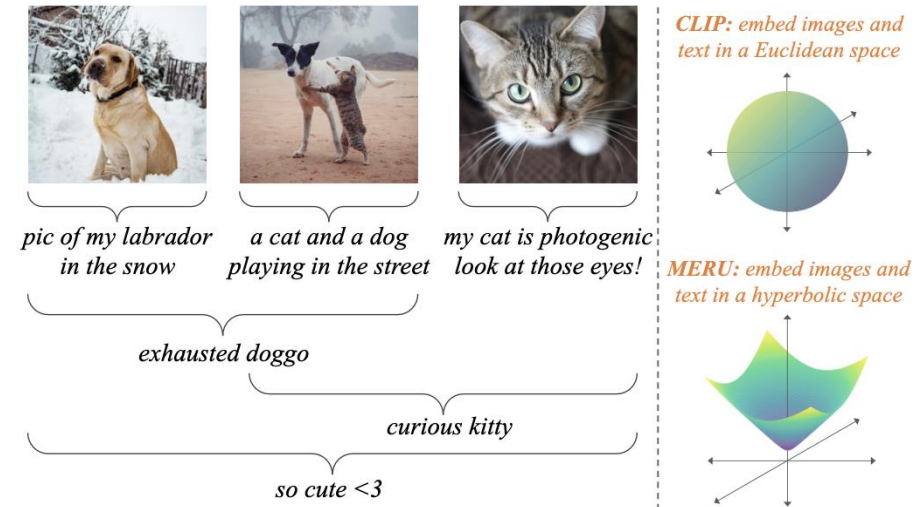 pic of my labrador
in the snow
a cat and a dog
playing in the street
my cat is photogenic
look at those eyes!
exhausted doggo
curious kitty
so cute <3
CLIP: embed images and
text in a Euclidean space
MERU: embed images and
text in a hyperbolic space